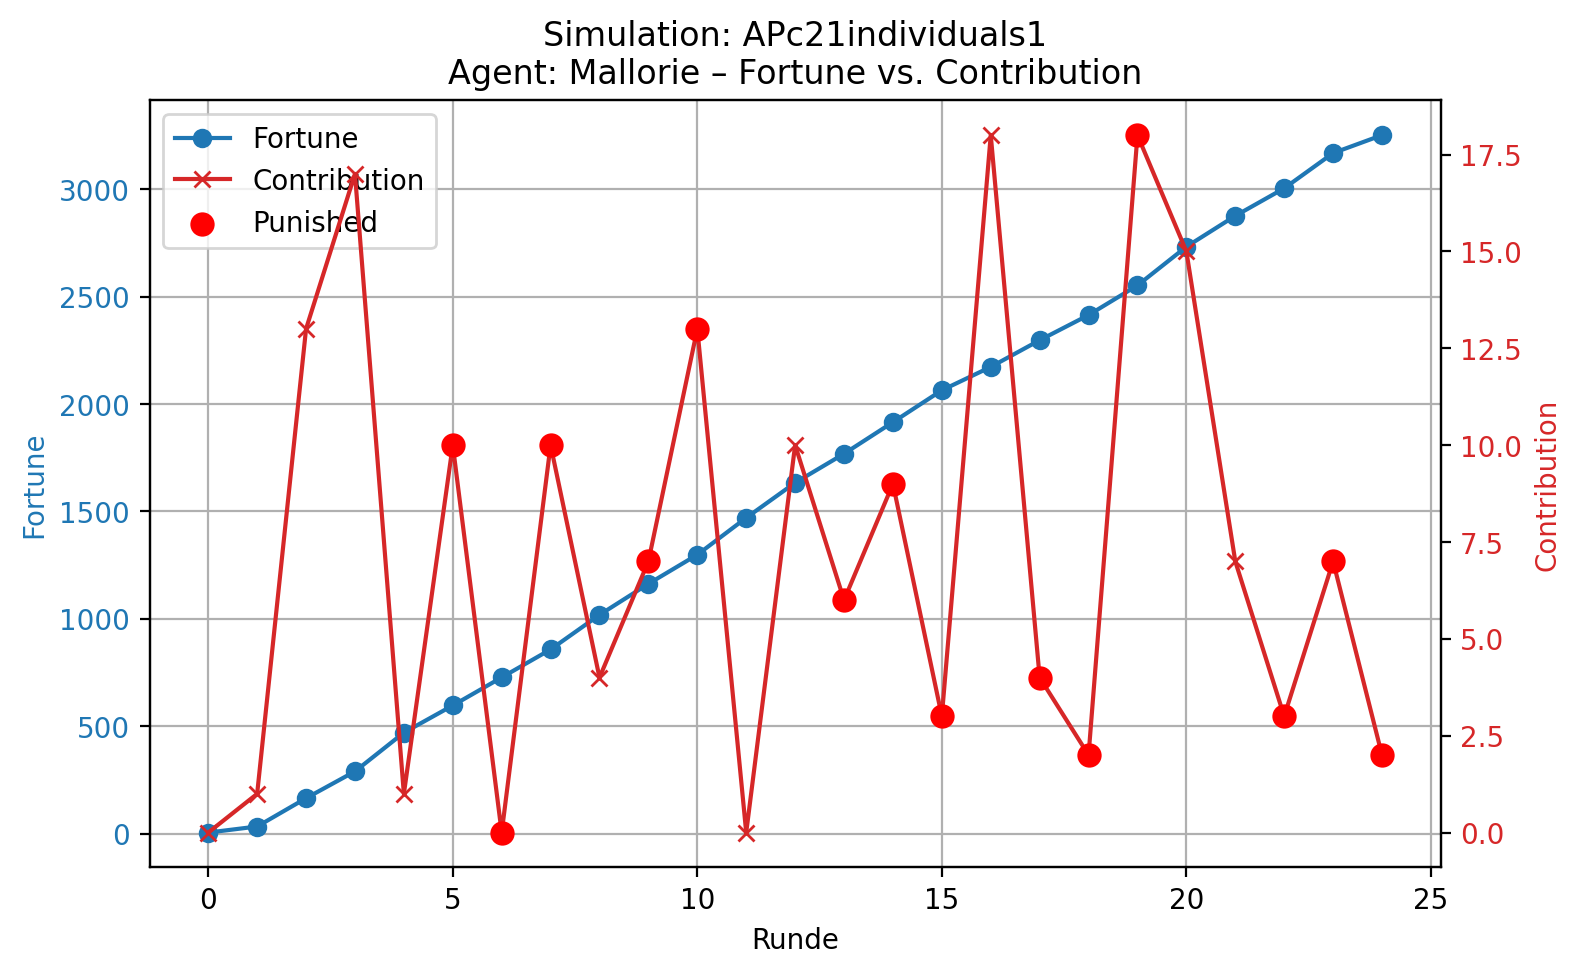 Simulation: APc21individuals1
Agent: Mallorie – Fortune vs. Contribution
Fortune
Contribution
Punished
3000
2500
2000
1500
1000
500
0
Fortune
17.5
15.0
12.5
10.0
7.5
5.0
2.5
0.0
Contribution
0 5 10 15 20 25
Runde